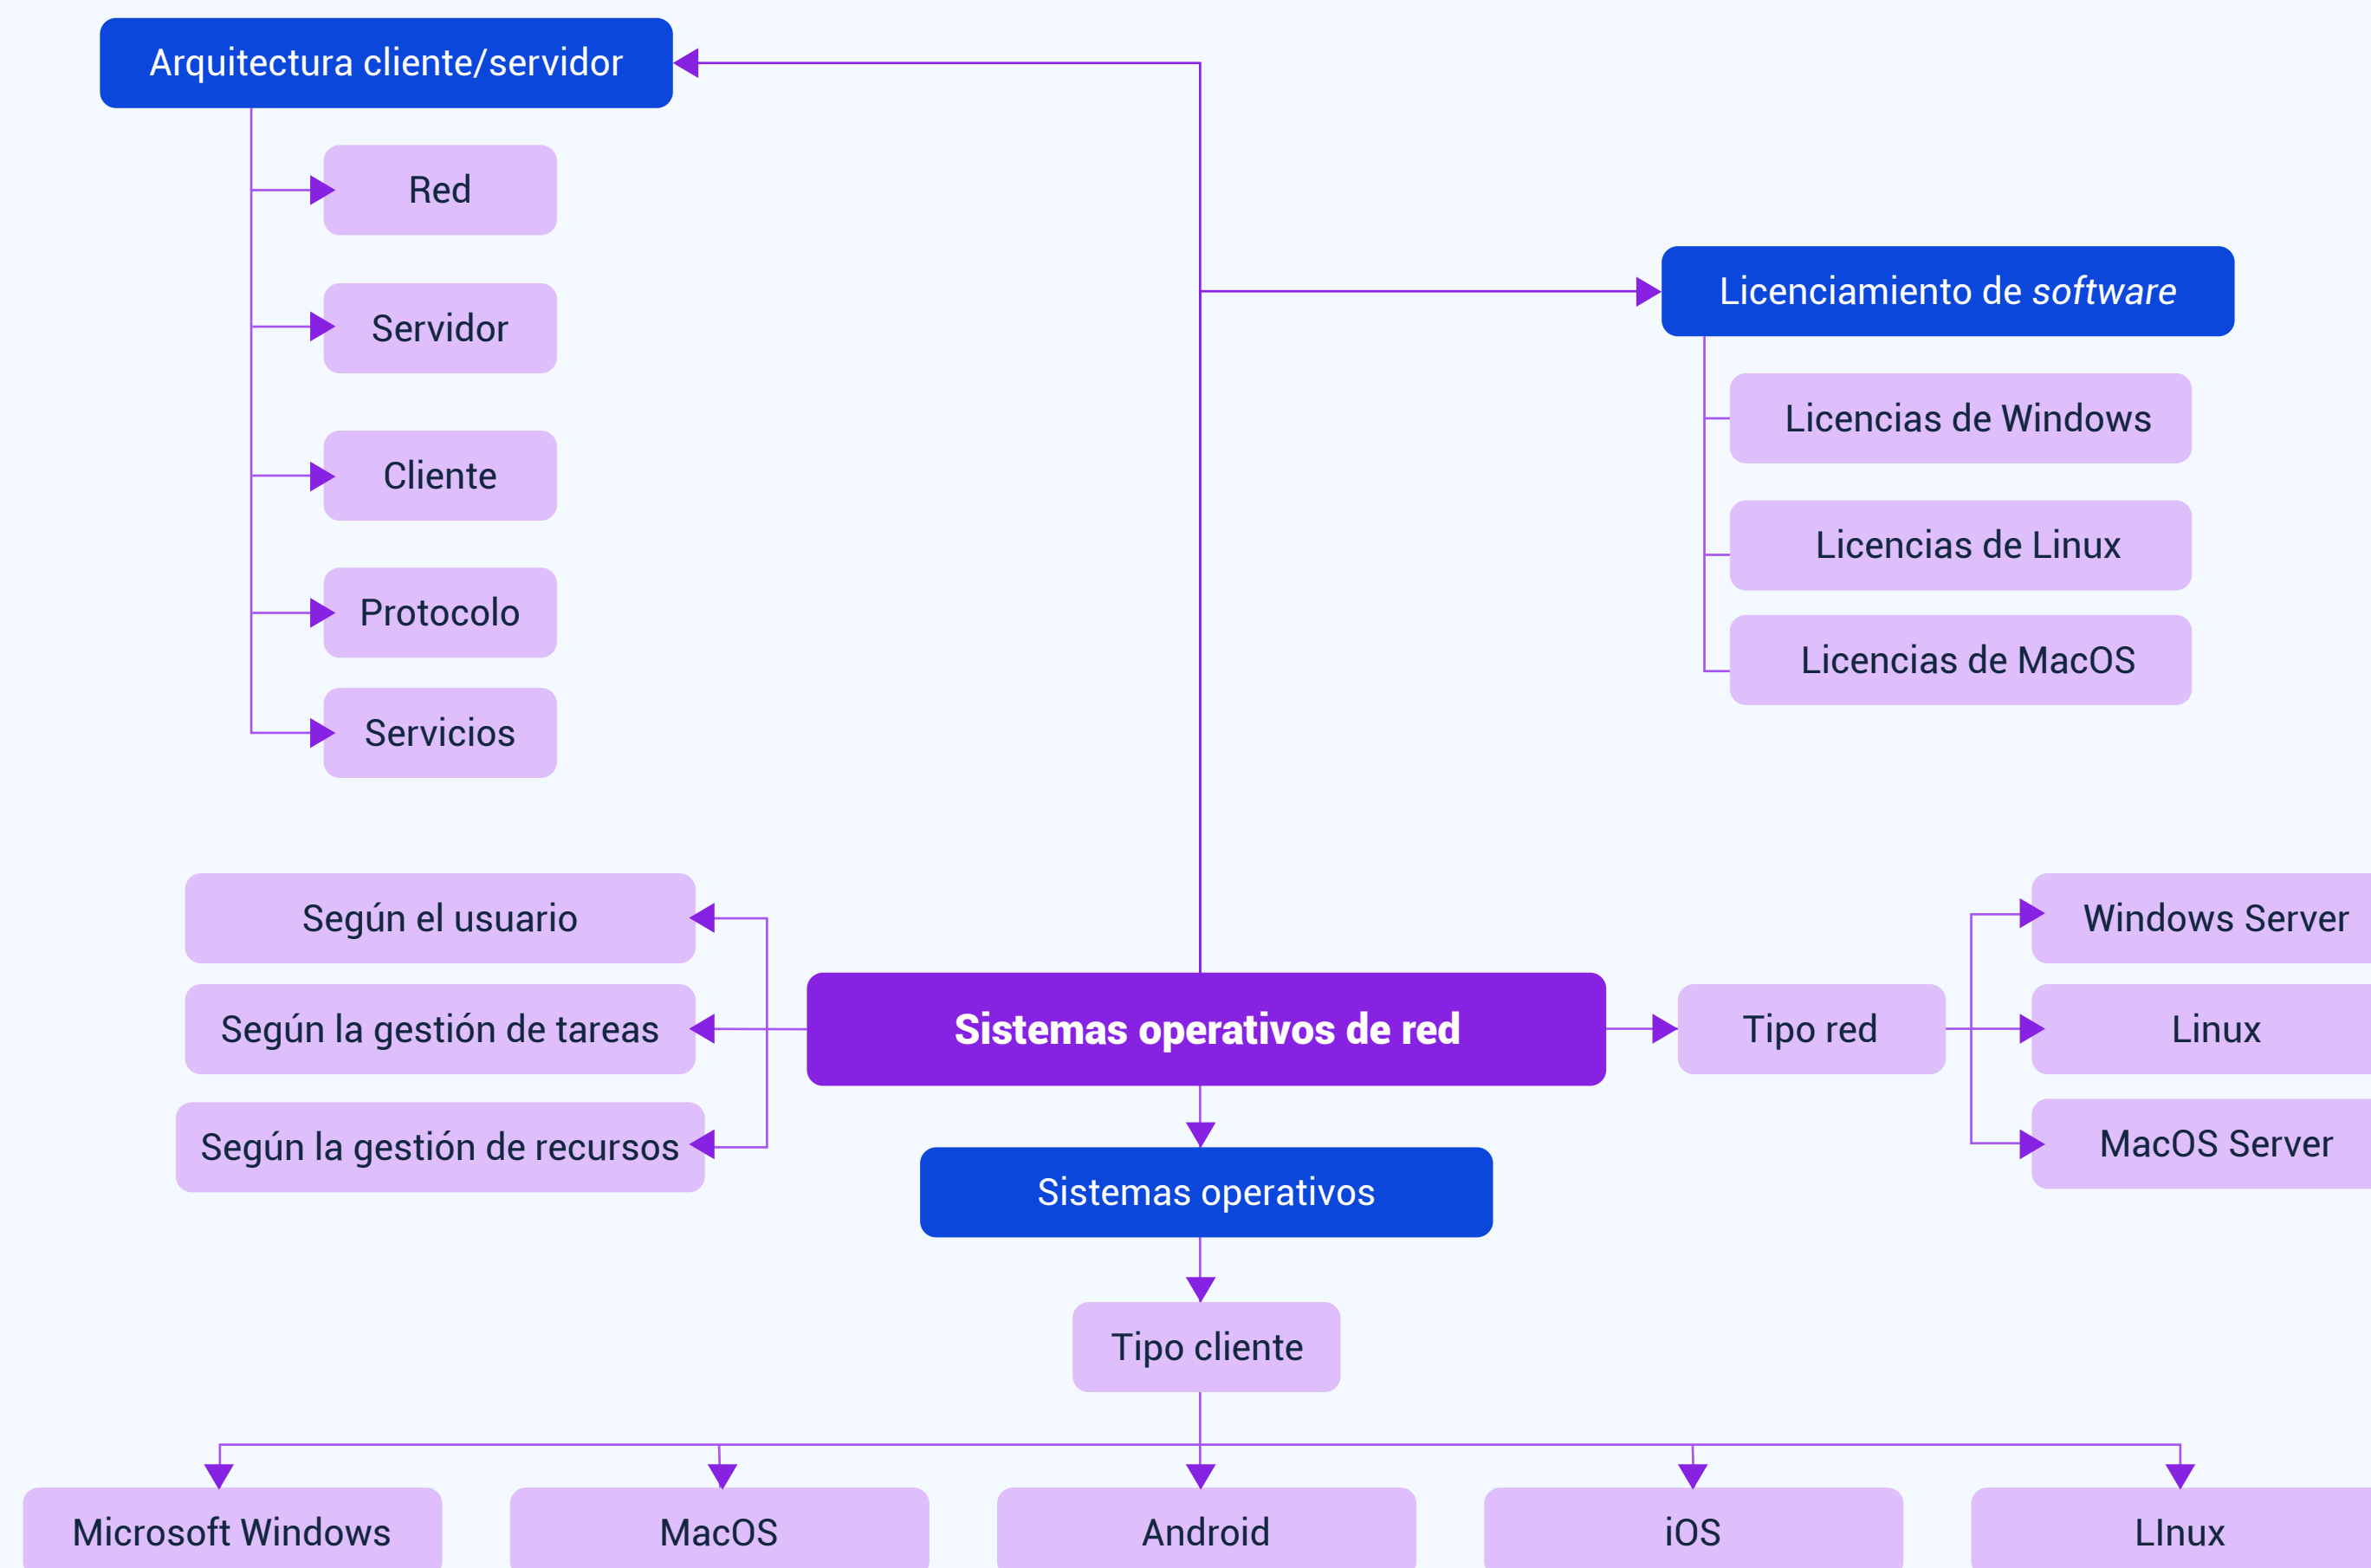 Arquitectura cliente/servidor
Red
Servidor
Cliente
Protocolo
Servicios
Licenciamiento de software
Licencias de Windows
Licencias de Linux
Licencias de MacOS
Según el usuario
Según la gestión de tareas
Según la gestión de recursos
Sistemas operativos de red
Tipo red
Windows Server
Linux
MacOS Server
Sistemas operativos
Tipo cliente
Microsoft Windows
MacOS
Android
iOS
LInux